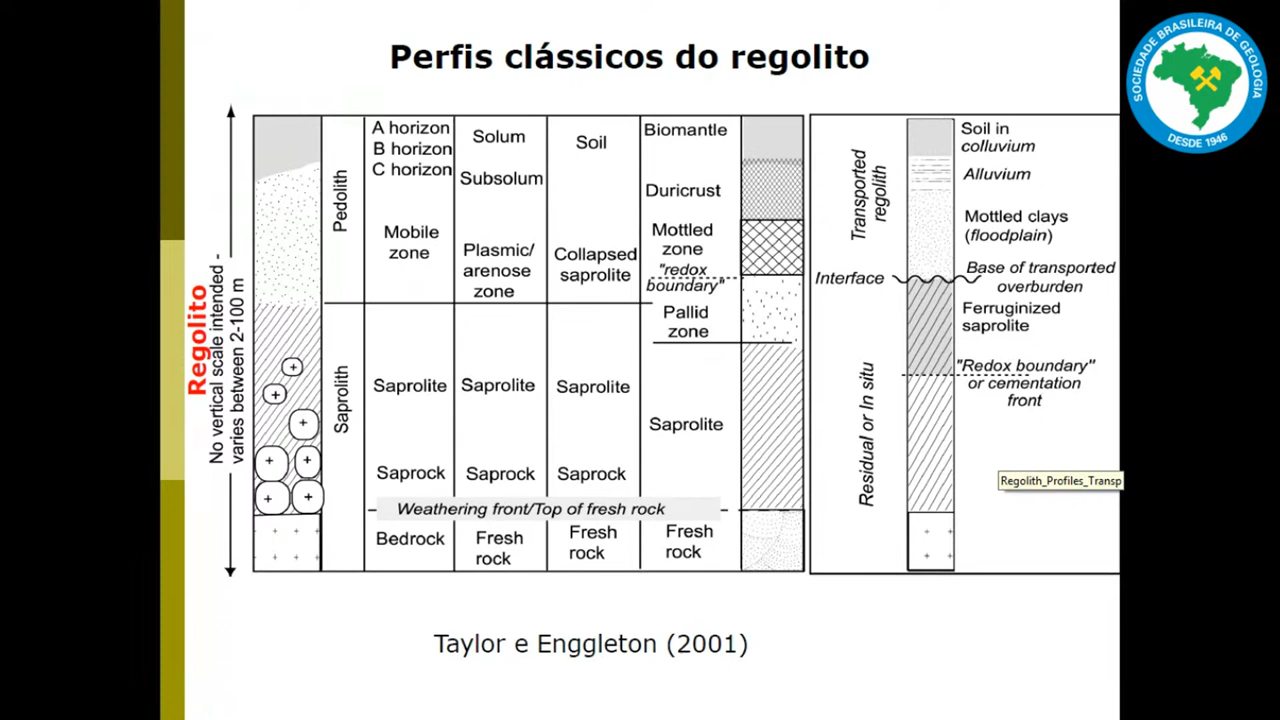 Perfis clássicos do regolito
SOCIEDADE BRASILEIRA DE GEOLOGIA
DESDE 1946
Regolito
No vertical scale intended -
varies between 2-100 m
Pedolith
Saprolith
A horizon
B horizon
C horizon
Mobile
zone
Saprolite
Saprock
Bedrock
Solum
Subsolum
Plasmic/
arenose
zone
Saprolite
Saprock
Fresh
rock
Soil
Collapsed
saprolite
Saprolite
Saprock
Fresh
rock
Biomantle
Duricrust
Mottled
zone
"redox
boundary"
Pallid
zone
Saprolite
Fresh
rock
Weathering front/Top of fresh rock
Transported
regolith
Interface
Residual or In situ
Soil in
colluvium
Alluvium
Mottled clays
(floodplain)
Base of transported
overburden
Ferruginized
saprolite
"Redox boundary"
or cementation
front
Regolith_Profiles_Transp
Taylor e Enggleton (2001)